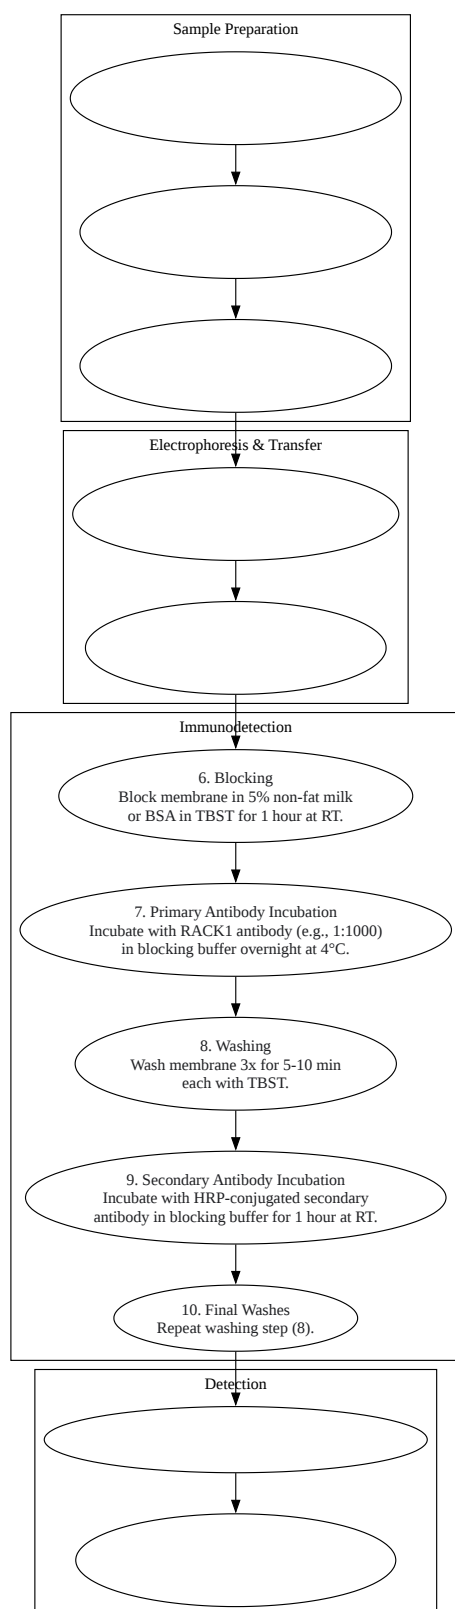 Sample Preparation
Electrophoresis & Transfer
Immunodetection
6. Blocking
Block membrane in 5% non-fat milk
or BSA in TBST for 1 hour at RT.
7. Primary Antibody Incubation
Incubate with RACK1 antibody (e.g., 1:1000)
in blocking buffer overnight at 4°C.
8. Washing
Wash membrane 3x for 5-10 min
each with TBST.
9. Secondary Antibody Incubation
Incubate with HRP-conjugated secondary
antibody in blocking buffer for 1 hour at RT.
10. Final Washes
Repeat washing step (8).
Detection